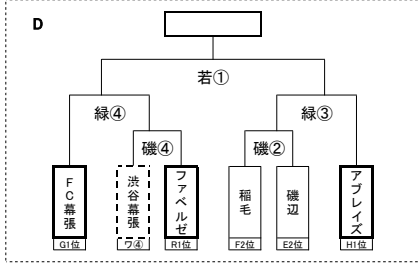 D
若①
緑④
緑③
磯④
磯②
FC幕張
渋谷幕張
ファベルゼ
稲毛
磯辺
アブレイズ
G1位
ワ④
R1位
F2位
E2位
H1位